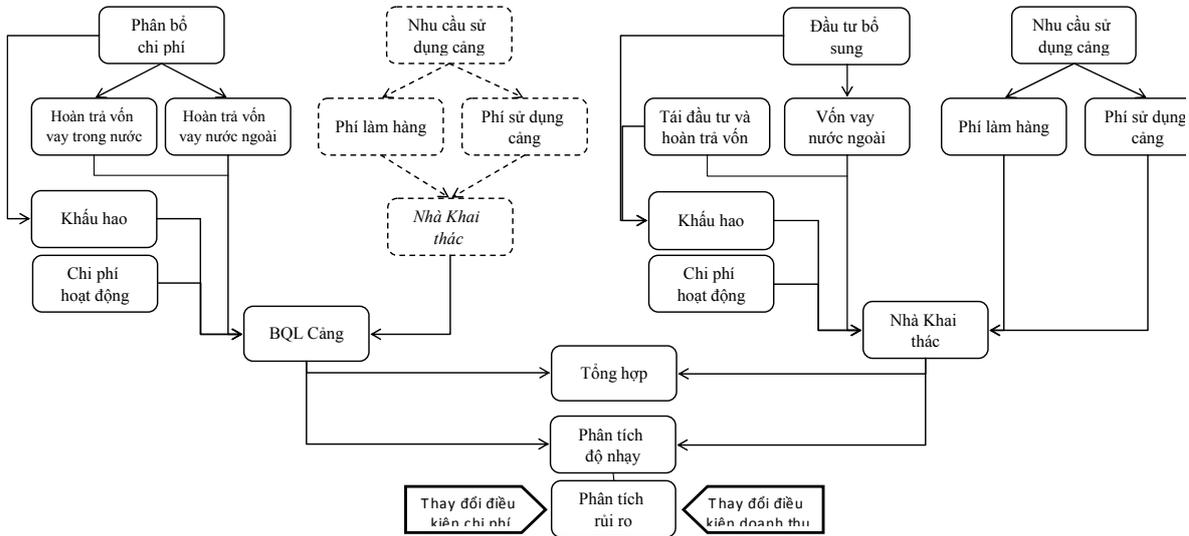 Phân bổ
chi phí
Nhu cầu sử
dụng cảng
Đầu tư bổ
sung
Nhu cầu sử
dụng cảng
Hoàn trả vốn
vay trong nước
Hoàn trả vốn
vay nước ngoài
Phí làm hàng
Phí sử dụng
cảng
Tái đầu tư và
hoàn trả vốn
Vốn vay
nước ngoài
Phí làm hàng
Phí sử dụng
cảng
Khấu hao
Nhà Khai
thác
Khấu hao
Chi phí
hoạt động
Chi phí
hoạt động
BQL Cảng
Nhà Khai
thác
Tổng hợp
Phân tích
độ nhạy
Thay đổi điều
kiện chi phí
Phân tích
rủi ro
Thay đổi điều
kiện doanh thu